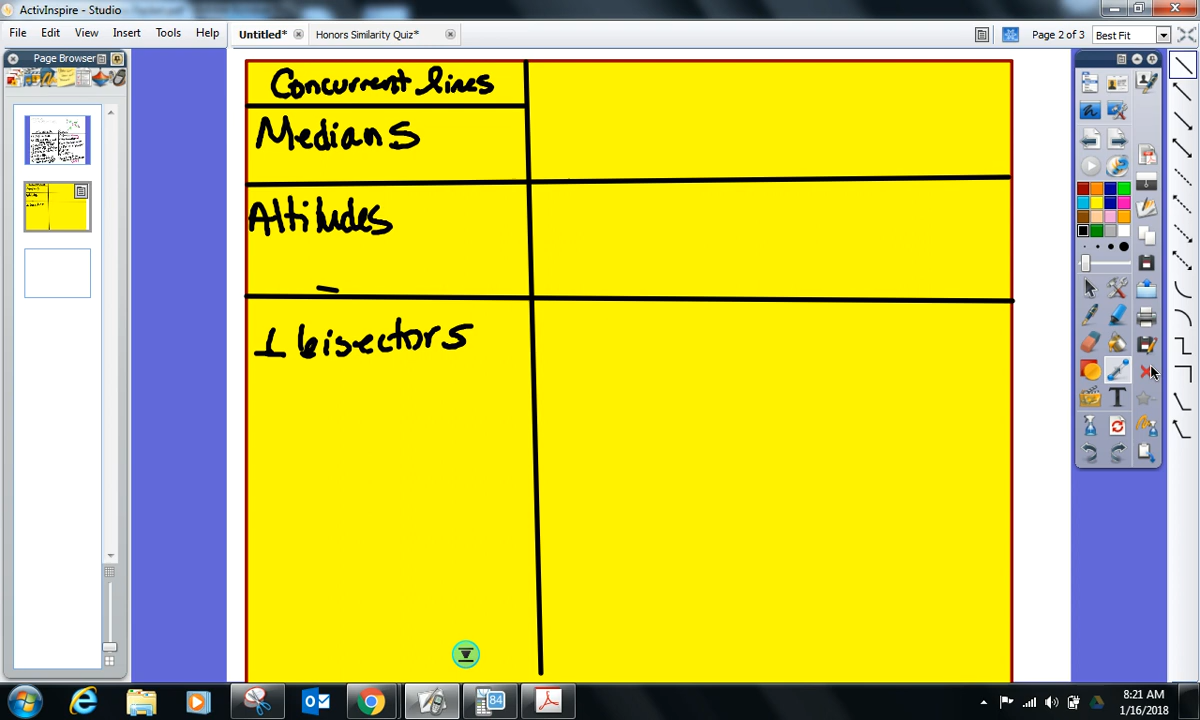 ActivInspire - Studio
File Edit View Insert Tools Help
Untitled* Honors Similarity Quiz*
Page 2 of 3 Best Fit
Page Browser
Concurrent lines
Medians
Altitudes
⊥ bisectors
T
84
8:21 AM
1/16/2018